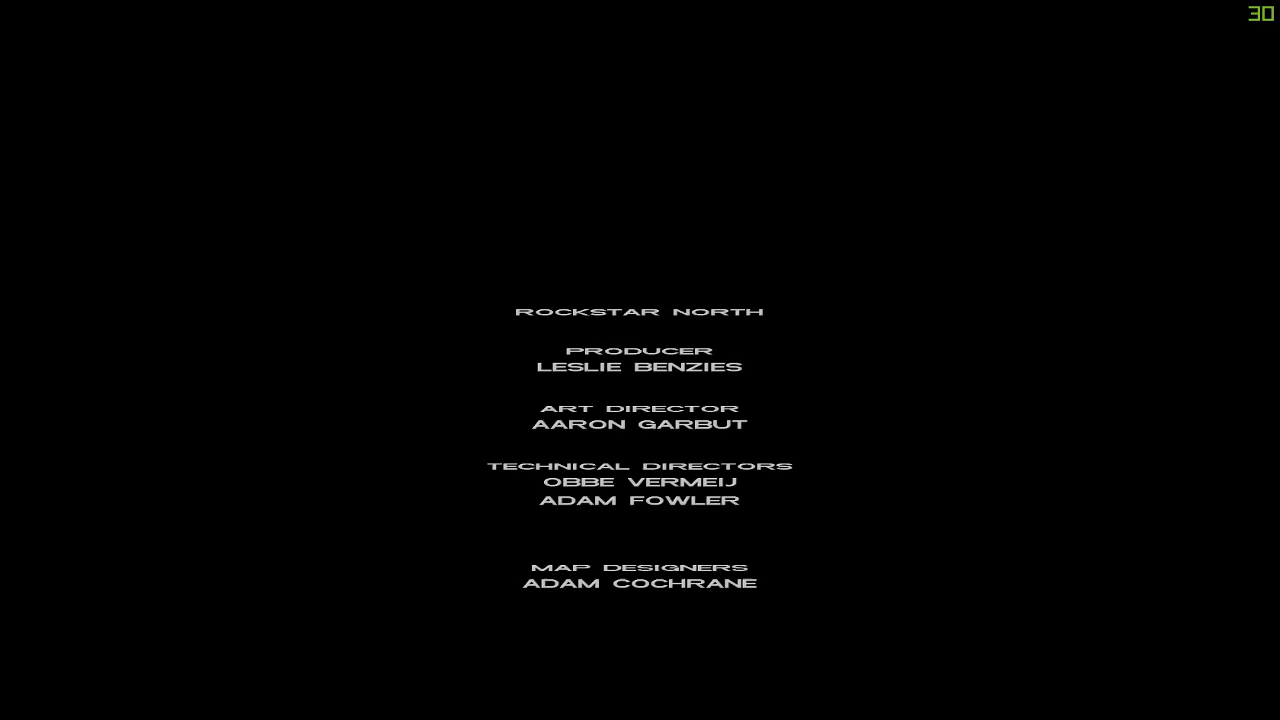 30
ROCKSTAR NORTH
PRODUCER
LESLIE BENZIES
ART DIRECTOR
AARON GARBUT
TECHNICAL DIRECTORS
OBBE VERMEIJ
ADAM FOWLER
MAP DESIGNERS
ADAM COCHRANE